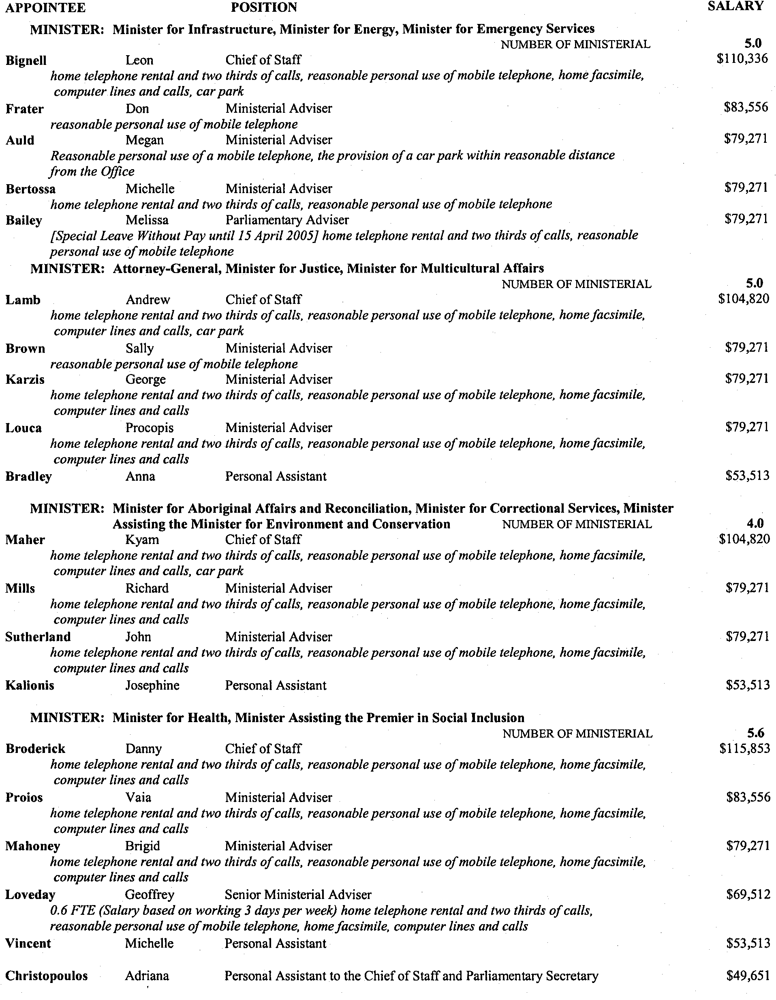 APPOINTEE POSITION SALARY
MINISTER: Minister for Infrastructure, Minister for Energy, Minister for Emergency Services
NUMBER OF MINISTERIAL 5.0
Bignell Leon Chief of Staff $110,336
home telephone rental and two thirds of calls, reasonable personal use of mobile telephone, home facsimile,
computer lines and calls, car park
Frater Don Ministerial Adviser $83,556
reasonable personal use of mobile telephone
Auld Megan Ministerial Adviser $79,271
Reasonable personal use of a mobile telephone, the provision of a car park within reasonable distance
from the Office
Bertossa Michelle Ministerial Adviser $79,271
home telephone rental and two thirds of calls, reasonable personal use of mobile telephone
Bailey Melissa Parliamentary Adviser $79,271
[Special Leave Without Pay until 15 April 2005] home telephone rental and two thirds of calls, reasonable
personal use of mobile telephone
MINISTER: Attorney-General, Minister for Justice, Minister for Multicultural Affairs
NUMBER OF MINISTERIAL 5.0
Lamb Andrew Chief of Staff $104,820
home telephone rental and two thirds of calls, reasonable personal use of mobile telephone, home facsimile,
computer lines and calls, car park
Brown Sally Ministerial Adviser $79,271
reasonable personal use of mobile telephone
Karzis George Ministerial Adviser $79,271
home telephone rental and two thirds of calls, reasonable personal use of mobile telephone, home facsimile,
computer lines and calls
Louca Procopis Ministerial Adviser $79,271
home telephone rental and two thirds of calls, reasonable personal use of mobile telephone, home facsimile,
computer lines and calls
Bradley Anna Personal Assistant $53,513
MINISTER: Minister for Aboriginal Affairs and Reconciliation, Minister for Correctional Services, Minister
Assisting the Minister for Environment and Conservation NUMBER OF MINISTERIAL 4.0
Maher Kyam Chief of Staff $104,820
home telephone rental and two thirds of calls, reasonable personal use of mobile telephone, home facsimile,
computer lines and calls, car park
Mills Richard Ministerial Adviser $79,271
home telephone rental and two thirds of calls, reasonable personal use of mobile telephone, home facsimile,
computer lines and calls
Sutherland John Ministerial Adviser $79,271
home telephone rental and two thirds of calls, reasonable personal use of mobile telephone, home facsimile,
computer lines and calls
Kalionis Josephine Personal Assistant $53,513
MINISTER: Minister for Health, Minister Assisting the Premier in Social Inclusion
NUMBER OF MINISTERIAL 5.6
Broderick Danny Chief of Staff $115,853
home telephone rental and two thirds of calls, reasonable personal use of mobile telephone, home facsimile,
computer lines and calls
Proios Vaia Ministerial Adviser $83,556
home telephone rental and two thirds of calls, reasonable personal use of mobile telephone, home facsimile,
computer lines and calls
Mahoney Brigid Ministerial Adviser $79,271
home telephone rental and two thirds of calls, reasonable personal use of mobile telephone, home facsimile,
computer lines and calls
Loveday Geoffrey Senior Ministerial Adviser $69,512
0.6 FTE (Salary based on working 3 days per week) home telephone rental and two thirds of calls,
reasonable personal use of mobile telephone, home facsimile, computer lines and calls
Vincent Michelle Personal Assistant $53,513
Christopoulos Adriana Personal Assistant to the Chief of Staff and Parliamentary Secretary $49,651